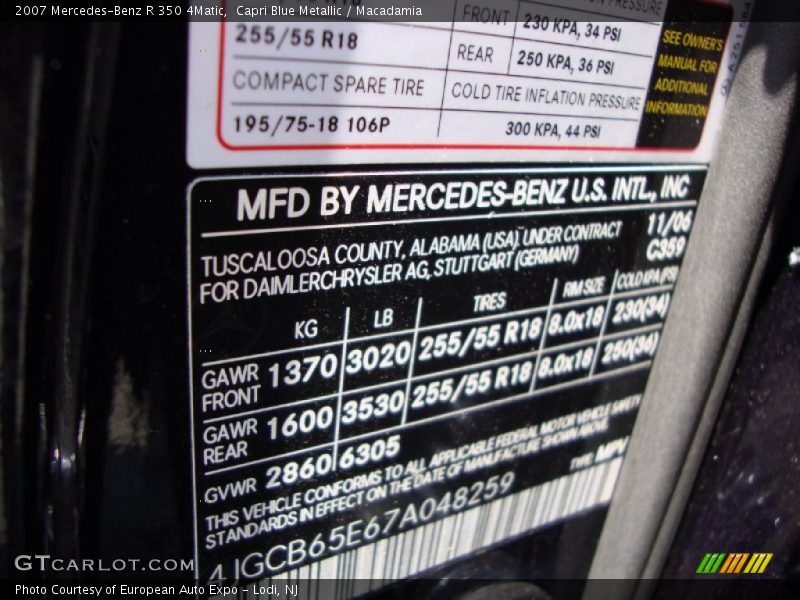 2007 Mercedes-Benz R 350 4Matic, Capri Blue Metallic / Macadamia
PRESSURE
FRONT 230 KPA, 34 PSI
255/55 R18
REAR 250 KPA, 36 PSI
COMPACT SPARE TIRE COLD TIRE INFLATION PRESSURE
195/75-18 106P 300 KPA, 44 PSI
SEE OWNER'S
MANUAL FOR
ADDITIONAL
INFORMATION
MFD BY MERCEDES-BENZ U.S. INTL., INC
TUSCALOOSA COUNTY, ALABAMA (USA), UNDER CONTRACT 11/06
FOR DAIMLERCHRYSLER AG, STUTTGART (GERMANY) C359
KG LB TIRES RIM SIZE COLD KPA (PSI)
GAWR FRONT 1370 3020 255/55 R18 8.0x18 230(34)
GAWR REAR 1600 3530 255/55 R18 8.0x18 250(36)
GVWR 2860 6305
THIS VEHICLE CONFORMS TO ALL APPLICABLE FEDERAL MOTOR VEHICLE SAFETY
STANDARDS IN EFFECT ON THE DATE OF MANUFACTURE SHOWN ABOVE.
TYPE: MPV
4JGCB65E67A048259
GTCARLOT.COM
Photo Courtesy of European Auto Expo - Lodi, NJ